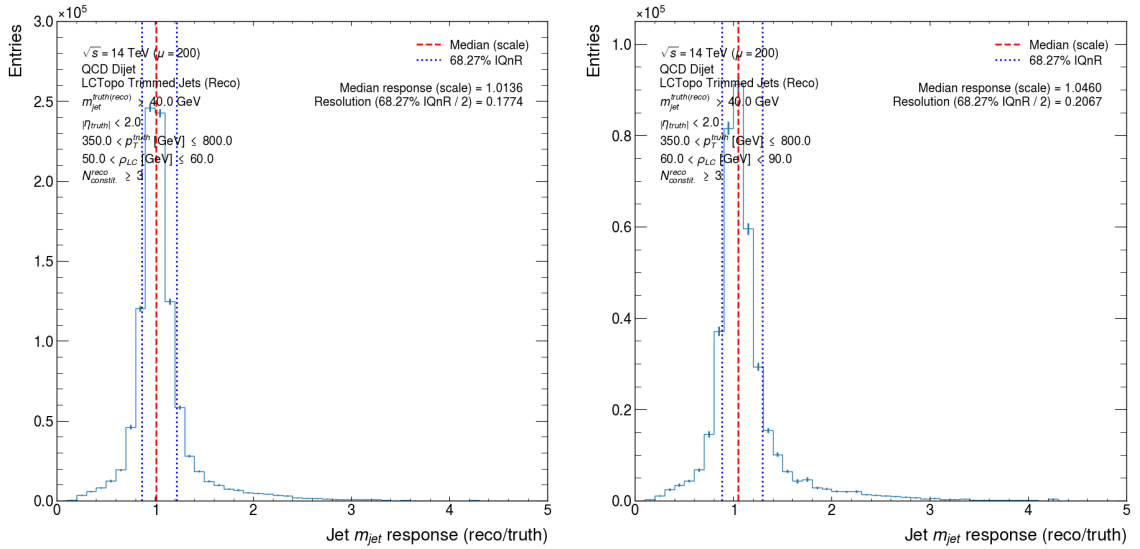 ×10⁵
Entries
3.0
2.5
2.0
1.5
1.0
0.5
0.0
√s = 14 TeV (μ = 200)
QCD Dijet
LCTopo Trimmed Jets (Reco)
m_jet^truth(reco) > 40.0 GeV
|η_truth| < 2.0
350.0 < p_T^truth [GeV] ≤ 800.0
50.0 < ρ_LC [GeV] ≤ 60.0
N_constit.^reco ≥ 3
Median (scale)
68.27% IQnR
Median response (scale) = 1.0136
Resolution (68.27% IQnR / 2) = 0.1774
0 1 2 3 4 5
Jet m_jet response (reco/truth)
×10⁵
Entries
1.0
0.8
0.6
0.4
0.2
0.0
√s = 14 TeV (μ = 200)
QCD Dijet
LCTopo Trimmed Jets (Reco)
m_jet^truth(reco) > 40.0 GeV
|η_truth| < 2.0
350.0 < p_T^truth [GeV] ≤ 800.0
60.0 < ρ_LC [GeV] < 90.0
N_constit.^reco ≥ 3
Median (scale)
68.27% IQnR
Median response (scale) = 1.0460
Resolution (68.27% IQnR / 2) = 0.2067
0 1 2 3 4 5
Jet m_jet response (reco/truth)